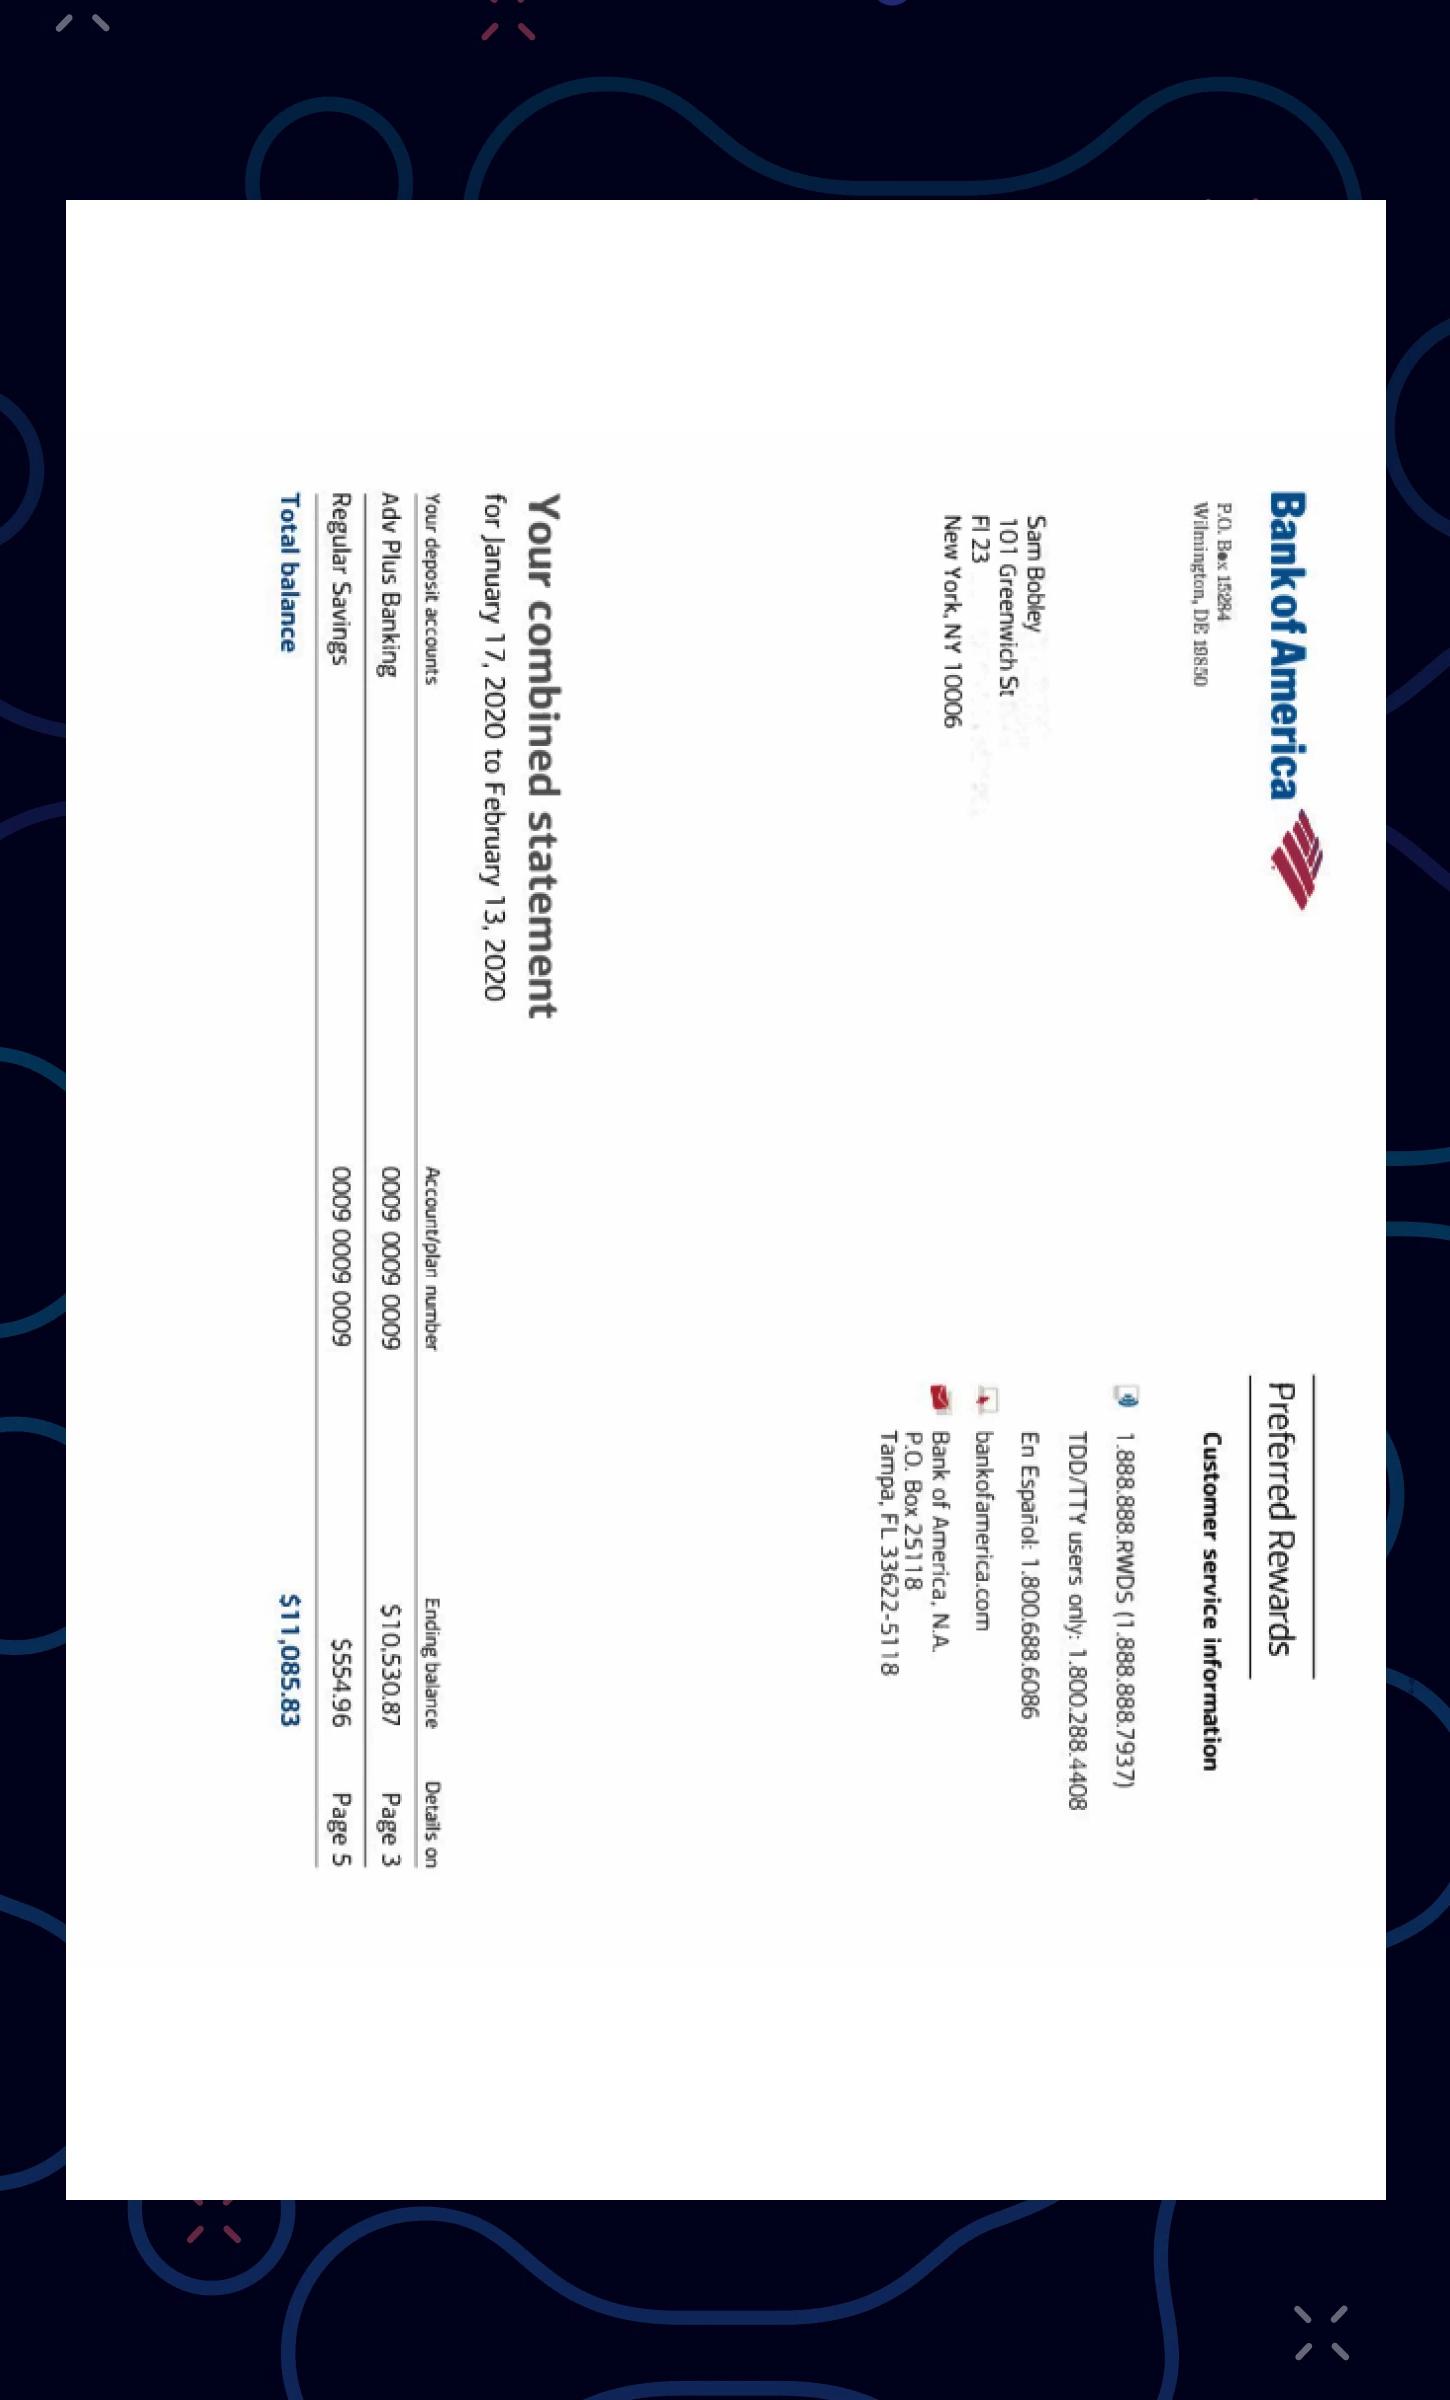 Bank of America
P.O. Box 15284
Wilmington, DE 19850
Sam Bobley
101 Greenwich St
Fl 23
New York, NY 10006
Preferred Rewards
Customer service information
1.888.888.RWDS (1.888.888.7937)
TDD/TTY users only: 1.800.288.4408
En Español: 1.800.688.6086
bankofamerica.com
Bank of America, N.A.
P.O. Box 25118
Tampa, FL 33622-5118
Your combined statement
for January 17, 2020 to February 13, 2020
Your deposit accounts Account/plan number Ending balance Details on
Adv Plus Banking 0009 0009 0009 $10,530.87 Page 3
Regular Savings 0009 0009 0009 $554.96 Page 5
Total balance $11,085.83